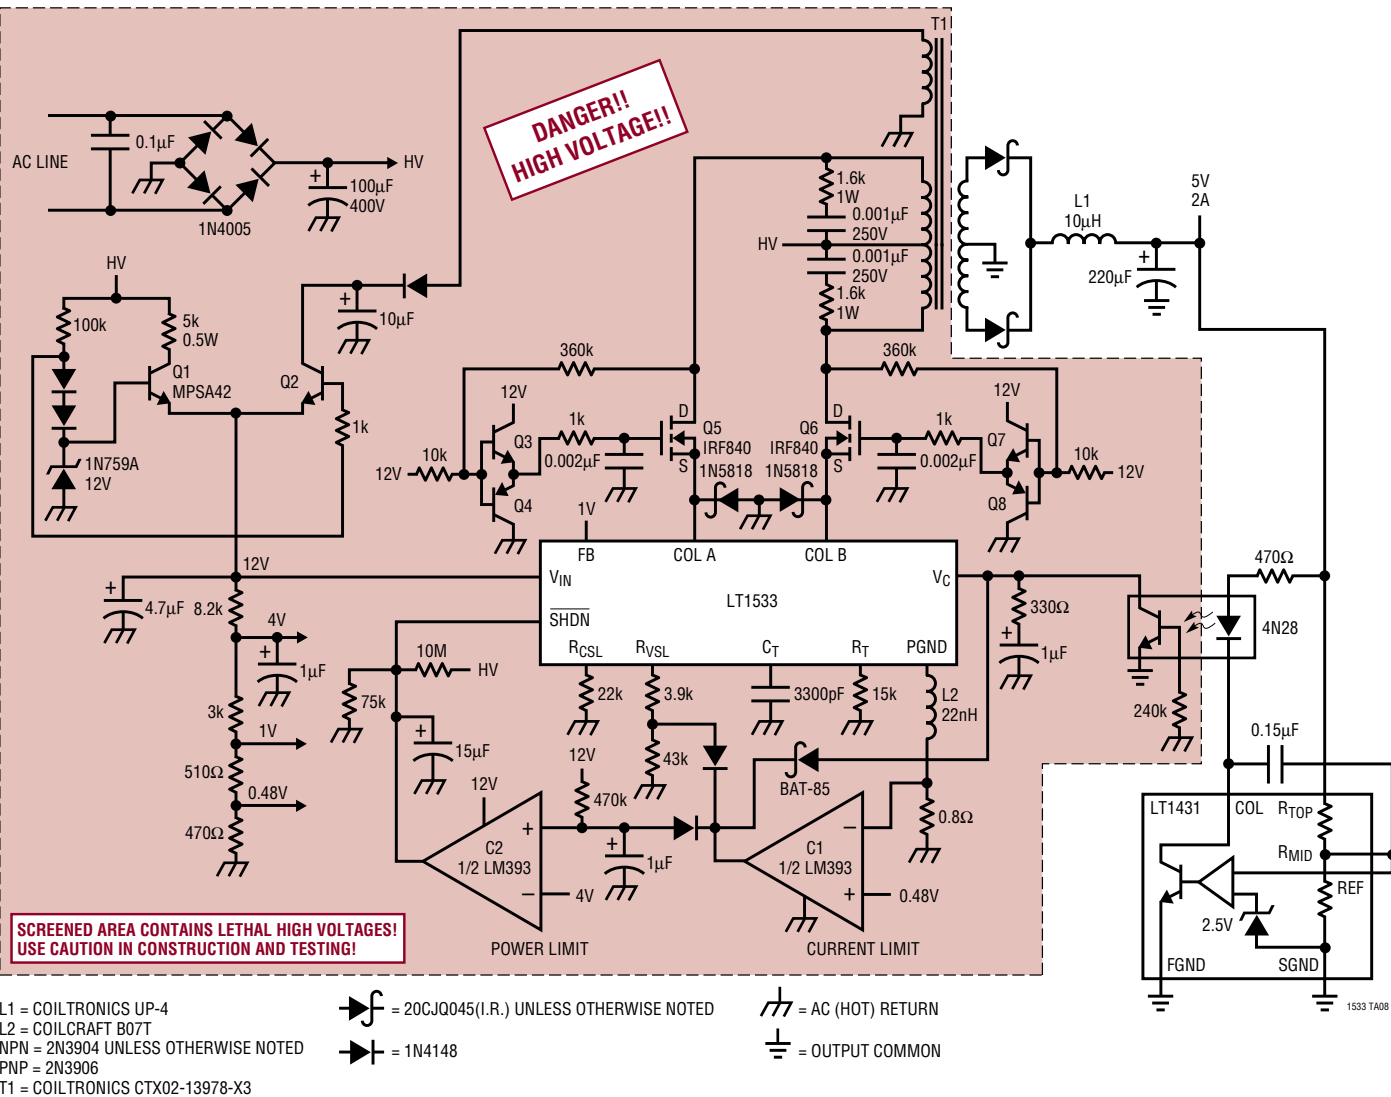 T1
DANGER!!
HIGH VOLTAGE!!
AC LINE
0.1µF
HV
+
100µF
400V
1N4005
1.6k
1W
0.001µF
250V
HV
0.001µF
250V
1.6k
1W
L1
10µH
5V
2A
+
220µF
HV
100k
5k
0.5W
+
10µF
Q1
MPSA42
Q2
1k
1N759A
12V
360k
360k
12V
12V
10k
12V
Q3
Q4
1k
0.002µF
D
Q5
IRF840
S
1N5818
D
Q6
IRF840
S
1N5818
1k
0.002µF
Q7
Q8
10k
12V
1V
FB
COL A
COL B
12V
VIN
VC
LT1533
SHDN
RCSL
RVSL
CT
RT
PGND
+
4.7µF
8.2k
4V
+
1µF
3k
1V
510Ω
0.48V
470Ω
10M
HV
75k
+
15µF
22k
3.9k
3300pF
15k
L2
22nH
330Ω
+
1µF
470Ω
4N28
240k
0.15µF
12V
43k
470k
BAT-85
0.8Ω
12V
+
C2
1/2 LM393
–
4V
+
1µF
–
C1
1/2 LM393
+
0.48V
POWER LIMIT
CURRENT LIMIT
LT1431
COL
RTOP
RMID
REF
2.5V
FGND
SGND
1533 TA08
SCREENED AREA CONTAINS LETHAL HIGH VOLTAGES!
USE CAUTION IN CONSTRUCTION AND TESTING!
L1 = COILTRONICS UP-4
L2 = COILCRAFT B07T
NPN = 2N3904 UNLESS OTHERWISE NOTED
PNP = 2N3906
T1 = COILTRONICS CTX02-13978-X3
= 20CJQ045(I.R.) UNLESS OTHERWISE NOTED
= 1N4148
= AC (HOT) RETURN
= OUTPUT COMMON